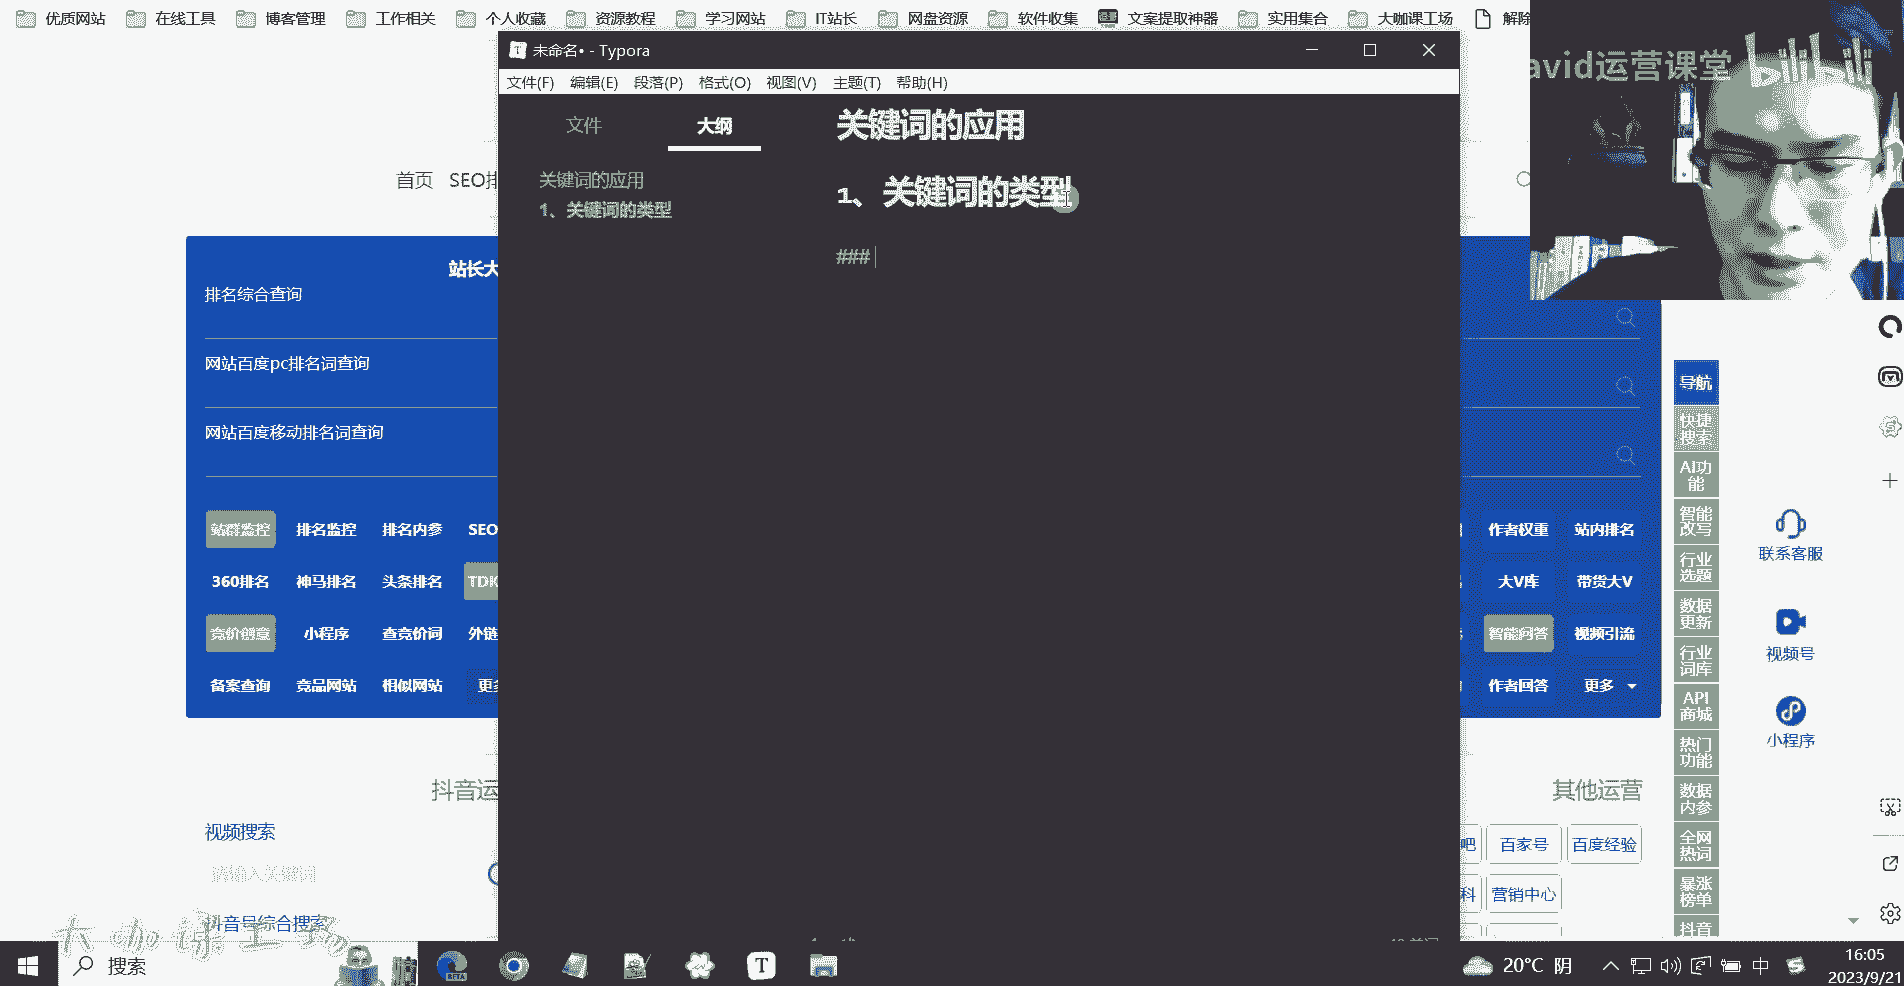 优质网站 在线工具 博客管理 工作相关 个人收藏 资源教程 学习网站 IT站长 网盘资源 软件收集 文案提取神器 实用集合 大咖课工场 解除
未命名• - Typora
文件(F) 编辑(E) 段落(P) 格式(O) 视图(V) 主题(T) 帮助(H)
avid运营课堂
文件 大纲
关键词的应用
1、关键词的类型
关键词的应用
1、关键词的类型
###
首页 SEO排
站长大
排名综合查询
网站百度pc排名词查询
网站百度移动排名词查询
站群监控 排名监控 排名内参 SEO
360排名 神马排名 头条排名 TDK
竞价创意 小程序 查竞价词 外链
备案查询 竞品网站 相似网站 更多
作者权重 站内排名
大V库 带货大V
智能问答 视频引流
作者回答 更多
导航
快捷搜索
AI功能
智能改写
行业选题
数据更新
行业词库
API商城
热门功能
数据内参
全网热词
暴涨榜单
抖音
联系客服
视频号
小程序
抖音运
视频搜索
请输入关键词
抖音号综合搜索
其他运营
吧 百家号 百度经验
科 营销中心
大咖课工场
搜索
20°C 阴
中
16:05
2023/9/21